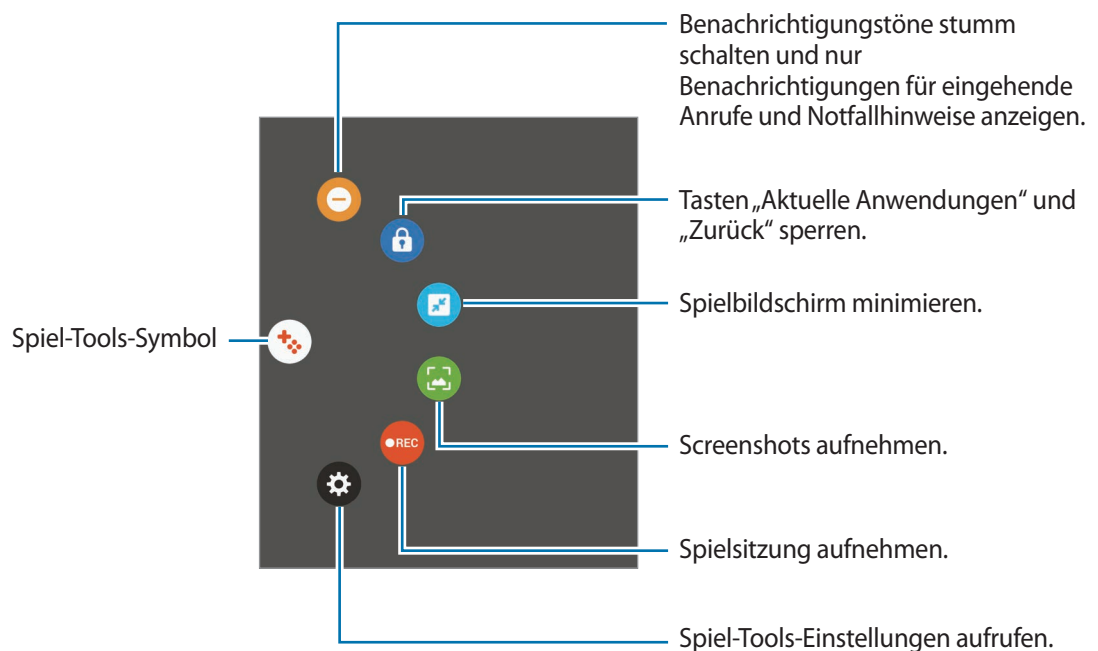 Benachrichtigungstöne stumm
schalten und nur
Benachrichtigungen für eingehende
Anrufe und Notfallhinweise anzeigen.
Tasten „Aktuelle Anwendungen“ und
„Zurück“ sperren.
Spielbildschirm minimieren.
Spiel-Tools-Symbol
Screenshots aufnehmen.
REC
Spielsitzung aufnehmen.
Spiel-Tools-Einstellungen aufrufen.